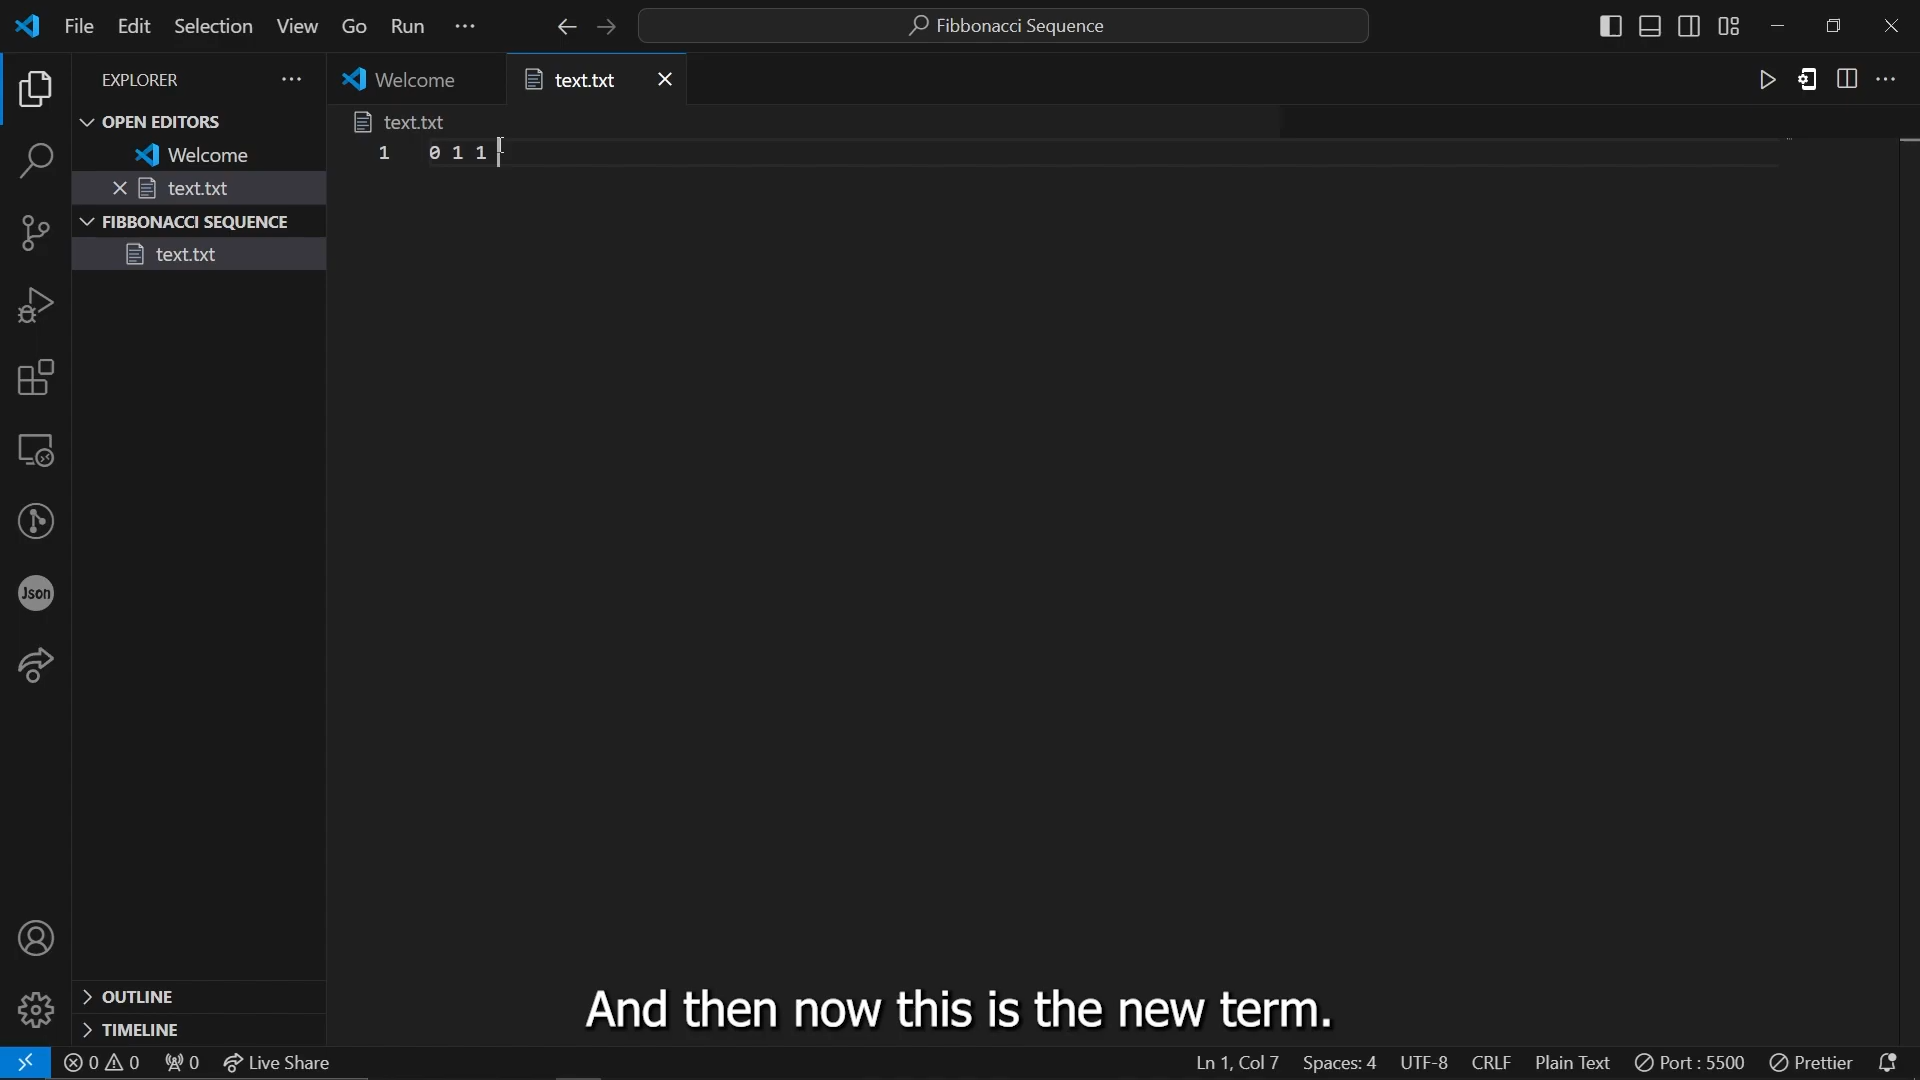 File Edit Selection View Go Run ···
Fibbonacci Sequence
EXPLORER ···
Welcome
text.txt
OPEN EDITORS
Welcome
text.txt
FIBBONACCI SEQUENCE
text.txt
text.txt
1 0 1 1
Json
OUTLINE
TIMELINE
And then now this is the new term.
0 0 0 Live Share
Ln 1, Col 7 Spaces: 4 UTF-8 CRLF Plain Text Port : 5500 Prettier